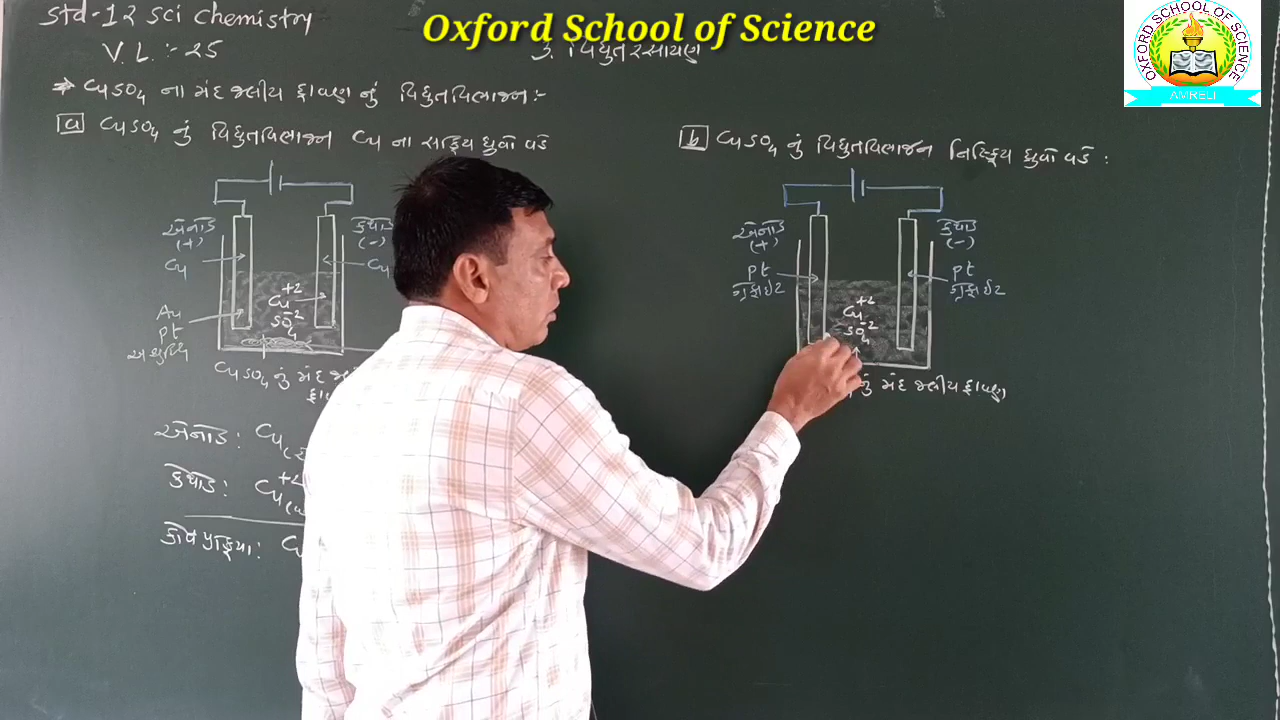 Std-12 Sci Chemistry
Oxford School of Science
OXFORD SCHOOL OF SCIENCE
AMRELI
V.L. :- 25
3. વિદ્યુતરસાયણ
→ CuSO4 ના મંદ જલીય દ્રાવણ નું વિદ્યુતવિભાજન :-
a CuSO4 નું વિદ્યુતવિભાજન Cu ના સક્રિય ધ્રુવો વડે
એનોડ (+)
Cu
કેથોડ (-)
Cu
Cu+2
SO4-2
Au
Pt
અશુદ્ધિ
CuSO4 નું મંદ
એનોડ : Cu
કેથોડ : Cu+2
કોષ પ્રક્રિયા :
b CuSO4 નું વિદ્યુતવિભાજન નિષ્ક્રિય ધ્રુવો વડે :
એનોડ (+)
pt
ગ્રેફાઈટ
કેથોડ (-)
pt
ગ્રેફાઈટ
Cu+2
SO4-2
નું મંદ જલીય દ્રાવણ